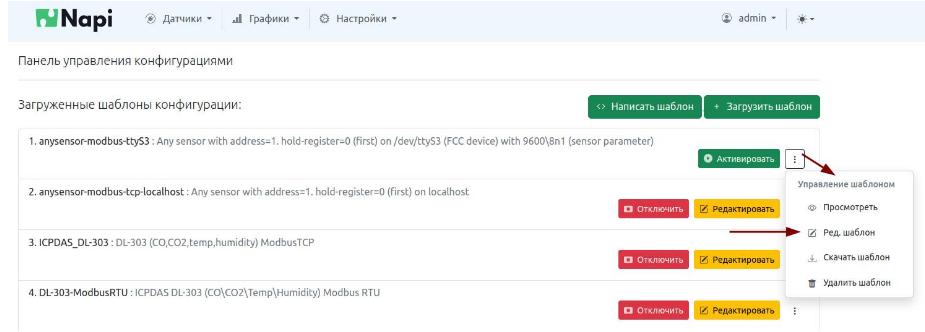 Napi Датчики Графики Настройки admin
Панель управления конфигурациями
Загруженные шаблоны конфигурации:
<> Написать шаблон + Загрузить шаблон
1. anysensor-modbus-ttyS3 : Any sensor with address=1. hold-register=0 (first) on /dev/ttyS3 (FCC device) with 9600\8n1 (sensor parameter)
Активировать
2. anysensor-modbus-tcp-localhost : Any sensor with address=1. hold-register=0 (first) on localhost
Отключить Редактировать
3. ICPDAS_DL-303 : DL-303 (CO,CO2,temp,humidity) ModbusTCP
Отключить Редактировать
4. DL-303-ModbusRTU : ICPDAS DL-303 (CO\CO2\Temp\Humidity) Modbus RTU
Отключить Редактировать
Управление шаблоном
Просмотреть
Ред. шаблон
Скачать шаблон
Удалить шаблон